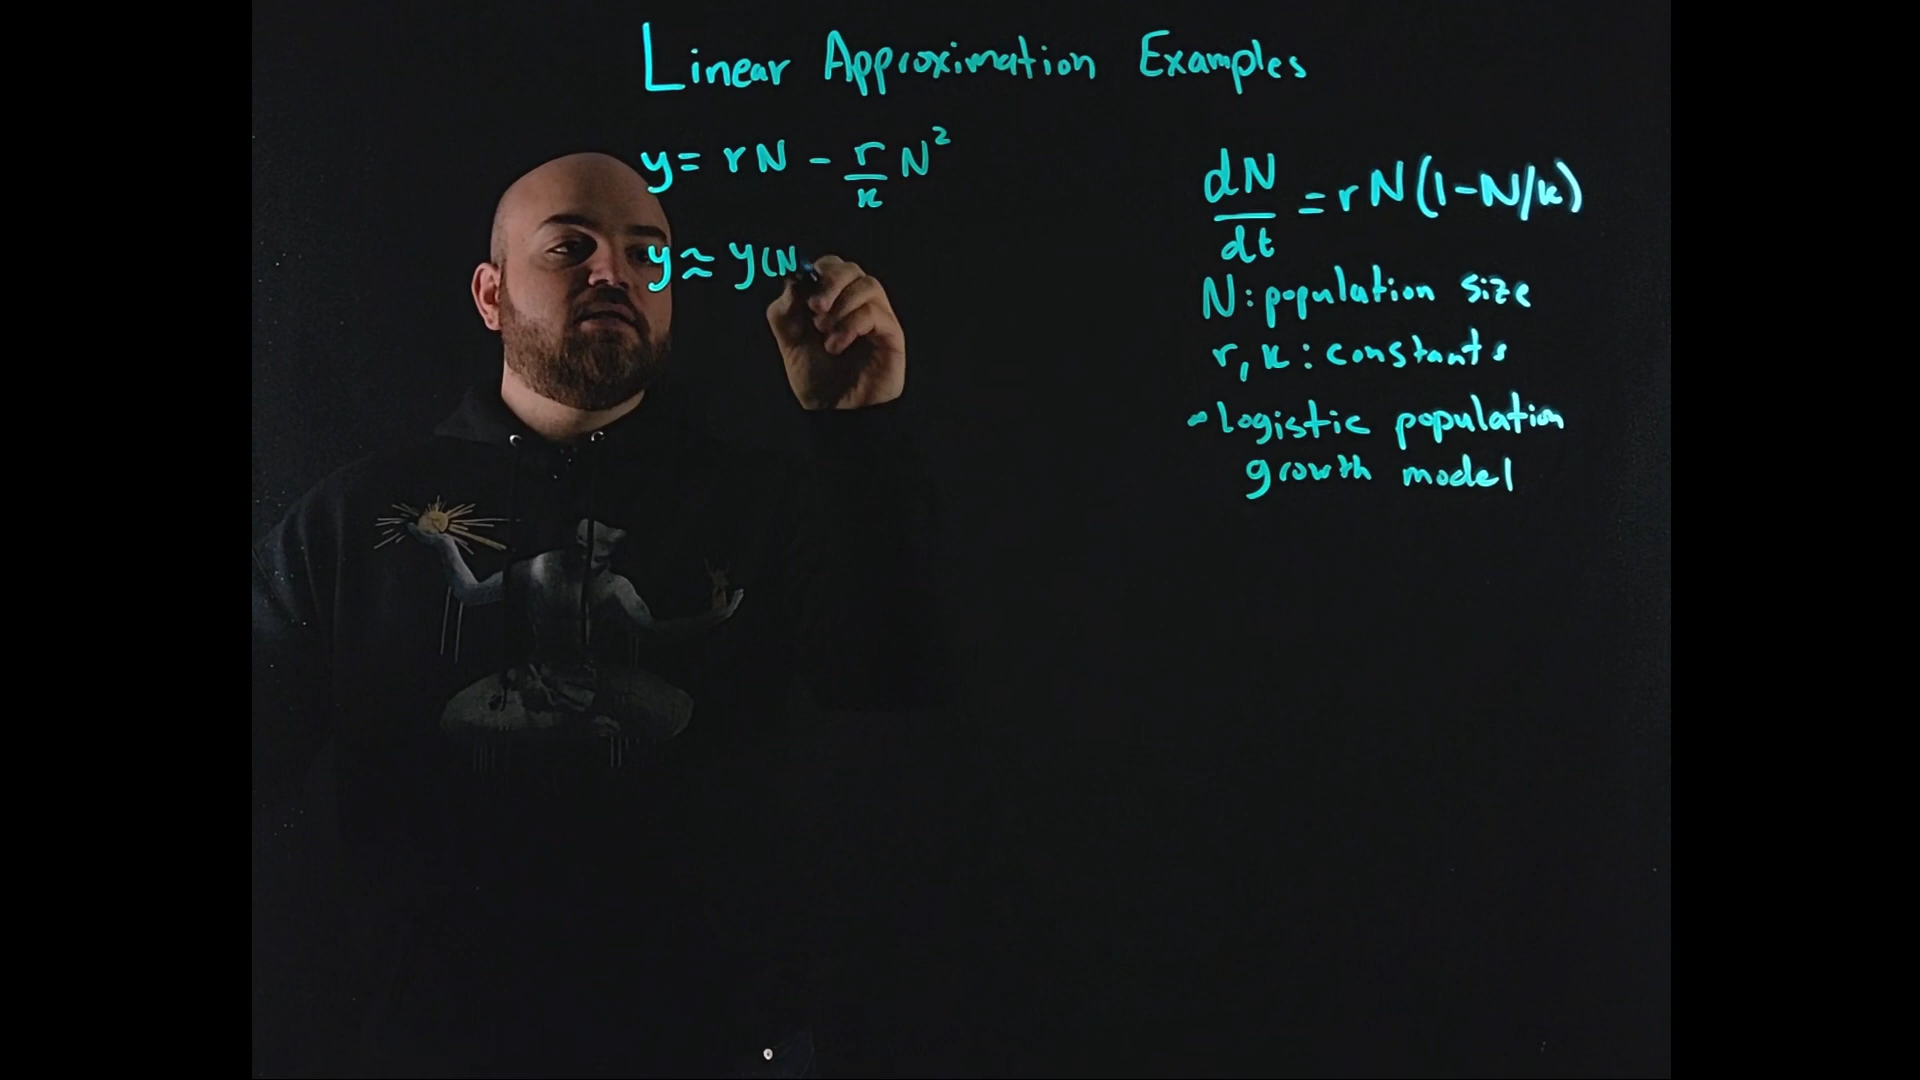 Linear Approximation Examples
y = rN - r/k N²
y ≈ y(N
dN/dt = rN(1-N/k)
N: population size
r, k: constants
- Logistic population
growth model